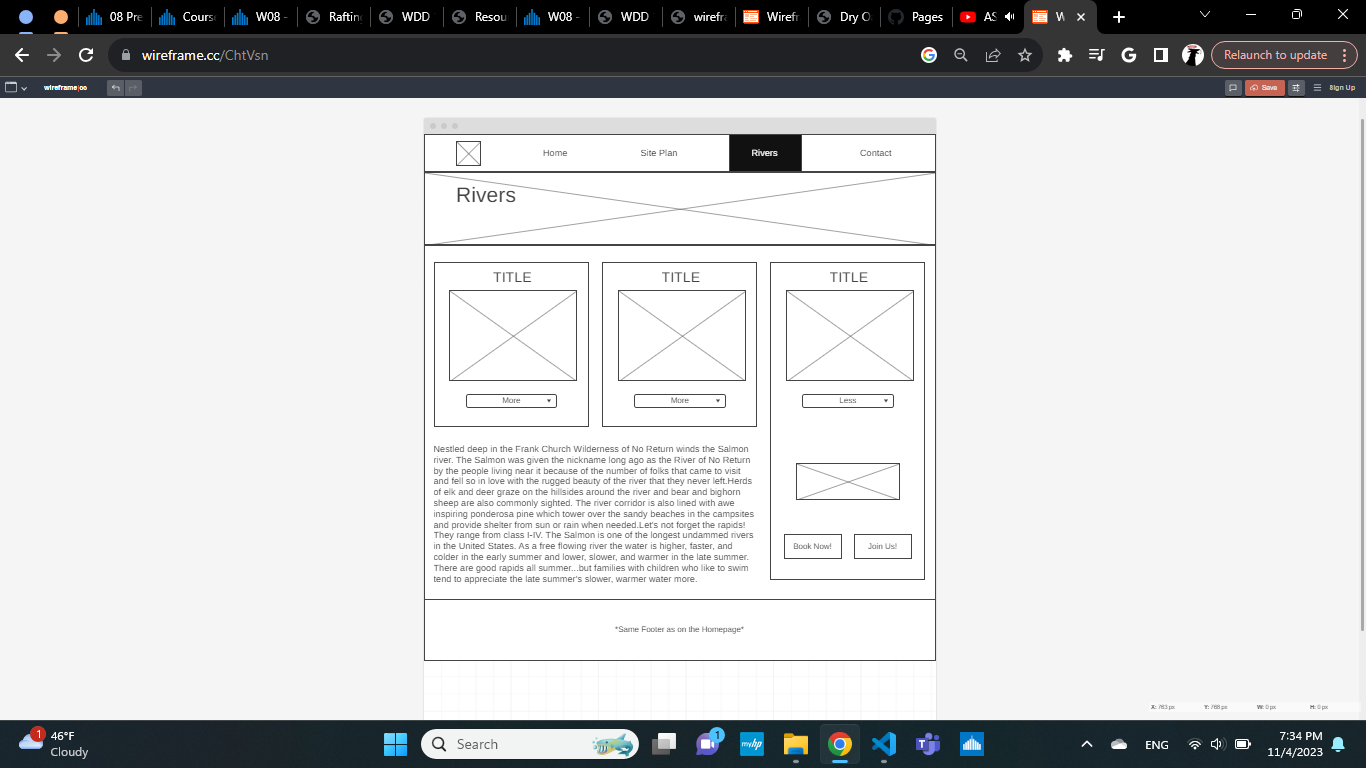 08 Pre
Course
W08 -
Raftin
WDD
Resou
W08 -
WDD
wirefra
Wirefr
Dry O
Pages
AS
W
wireframe.cc/ChtVsn
Relaunch to update
wireframe.cc
Save
Sign Up
Home
Site Plan
Rivers
Contact
Rivers
TITLE
TITLE
TITLE
More
More
Less
Nestled deep in the Frank Church Wilderness of No Return winds the Salmon
river. The Salmon was given the nickname long ago as the River of No Return
by the people living near it because of the number of folks that came to visit
and fell so in love with the rugged beauty of the river that they never left.Herds
of elk and deer graze on the hillsides around the river and bear and bighorn
sheep are also commonly sighted. The river corridor is also lined with awe
inspiring ponderosa pine which tower over the sandy beaches in the campsites
and provide shelter from sun or rain when needed.Let's not forget the rapids!
They range from class I-IV. The Salmon is one of the longest undammed rivers
in the United States. As a free flowing river the water is higher, faster, and
colder in the early summer and lower, slower, and warmer in the late summer.
There are good rapids all summer...but families with children who like to swim
tend to appreciate the late summer's slower, warmer water more.
Book Now!
Join Us!
*Same Footer as on the Homepage*
X: 763 px
Y: 768 px
W: 0 px
H: 0 px
1
46°F
Cloudy
Search
1
myhp
ENG
7:34 PM
11/4/2023